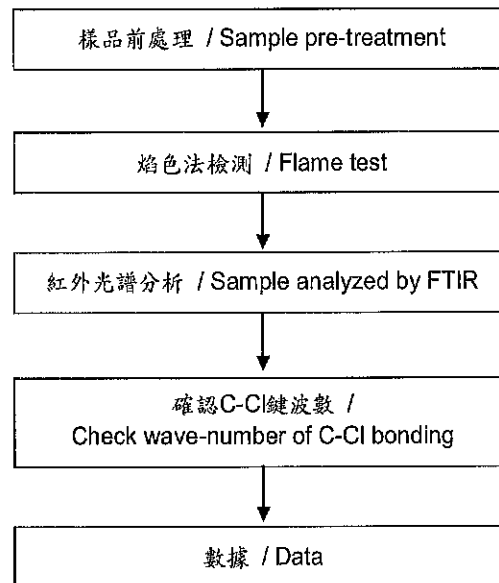 樣品前處理 / Sample pre-treatment
焰色法檢測 / Flame test
紅外光譜分析 / Sample analyzed by FTIR
確認C-Cl鍵波數 /
Check wave-number of C-Cl bonding
數據 / Data